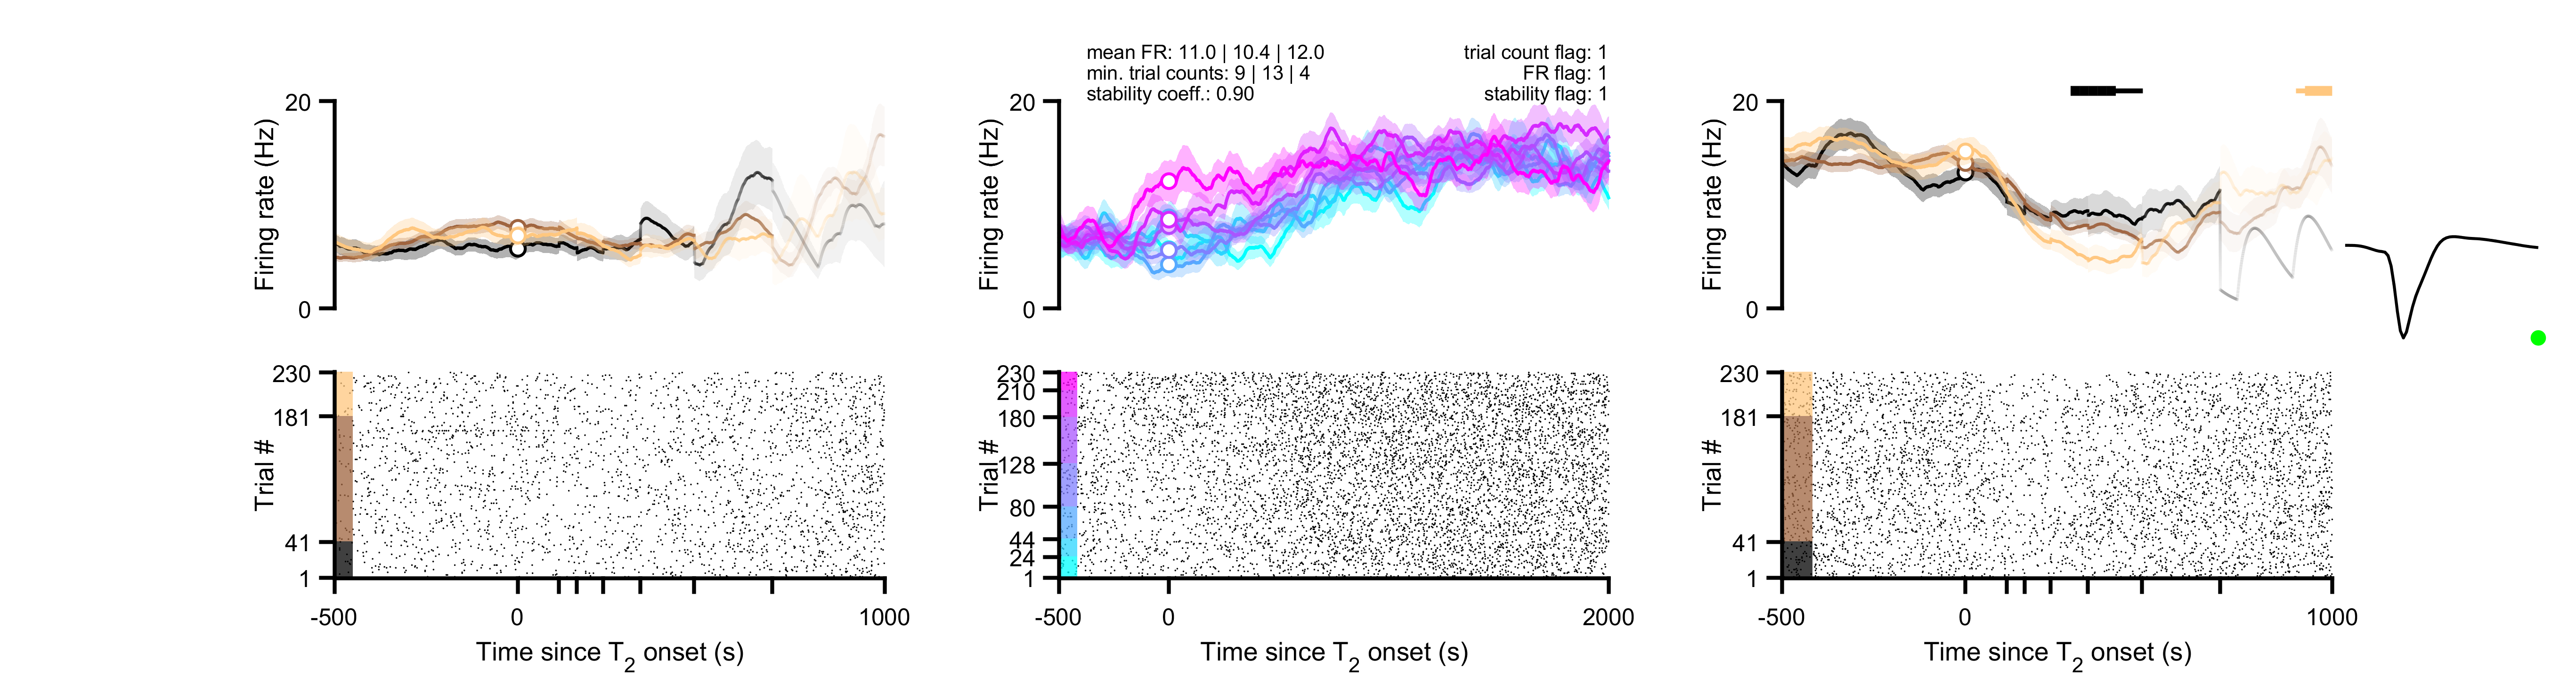 mean FR: 11.0 | 10.4 | 12.0
min. trial counts: 9 | 13 | 4
stability coeff.: 0.90
trial count flag: 1
FR flag: 1
stability flag: 1
20
0
Firing rate (Hz)
230
181
41
1
Trial #
-500
0
1000
Time since T2 onset (s)
20
0
Firing rate (Hz)
230
210
180
128
80
44
24
1
Trial #
-500
0
2000
Time since T2 onset (s)
20
0
Firing rate (Hz)
230
181
41
1
Trial #
-500
0
1000
Time since T2 onset (s)